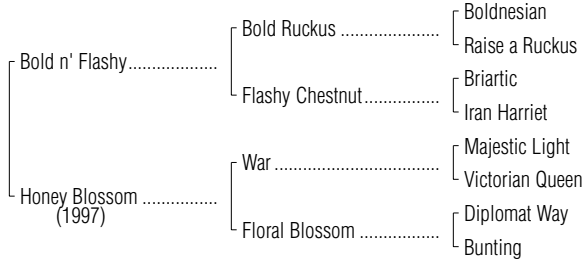 Boldnesian
Bold Ruckus ..................
Raise a Ruckus
Bold n' Flashy.................
Briartic
Flashy Chestnut..............
Iran Harriet
Majestic Light
War ...............................
Victorian Queen
Honey Blossom ..............
(1997)
Diplomat Way
Floral Blossom ...............
Bunting